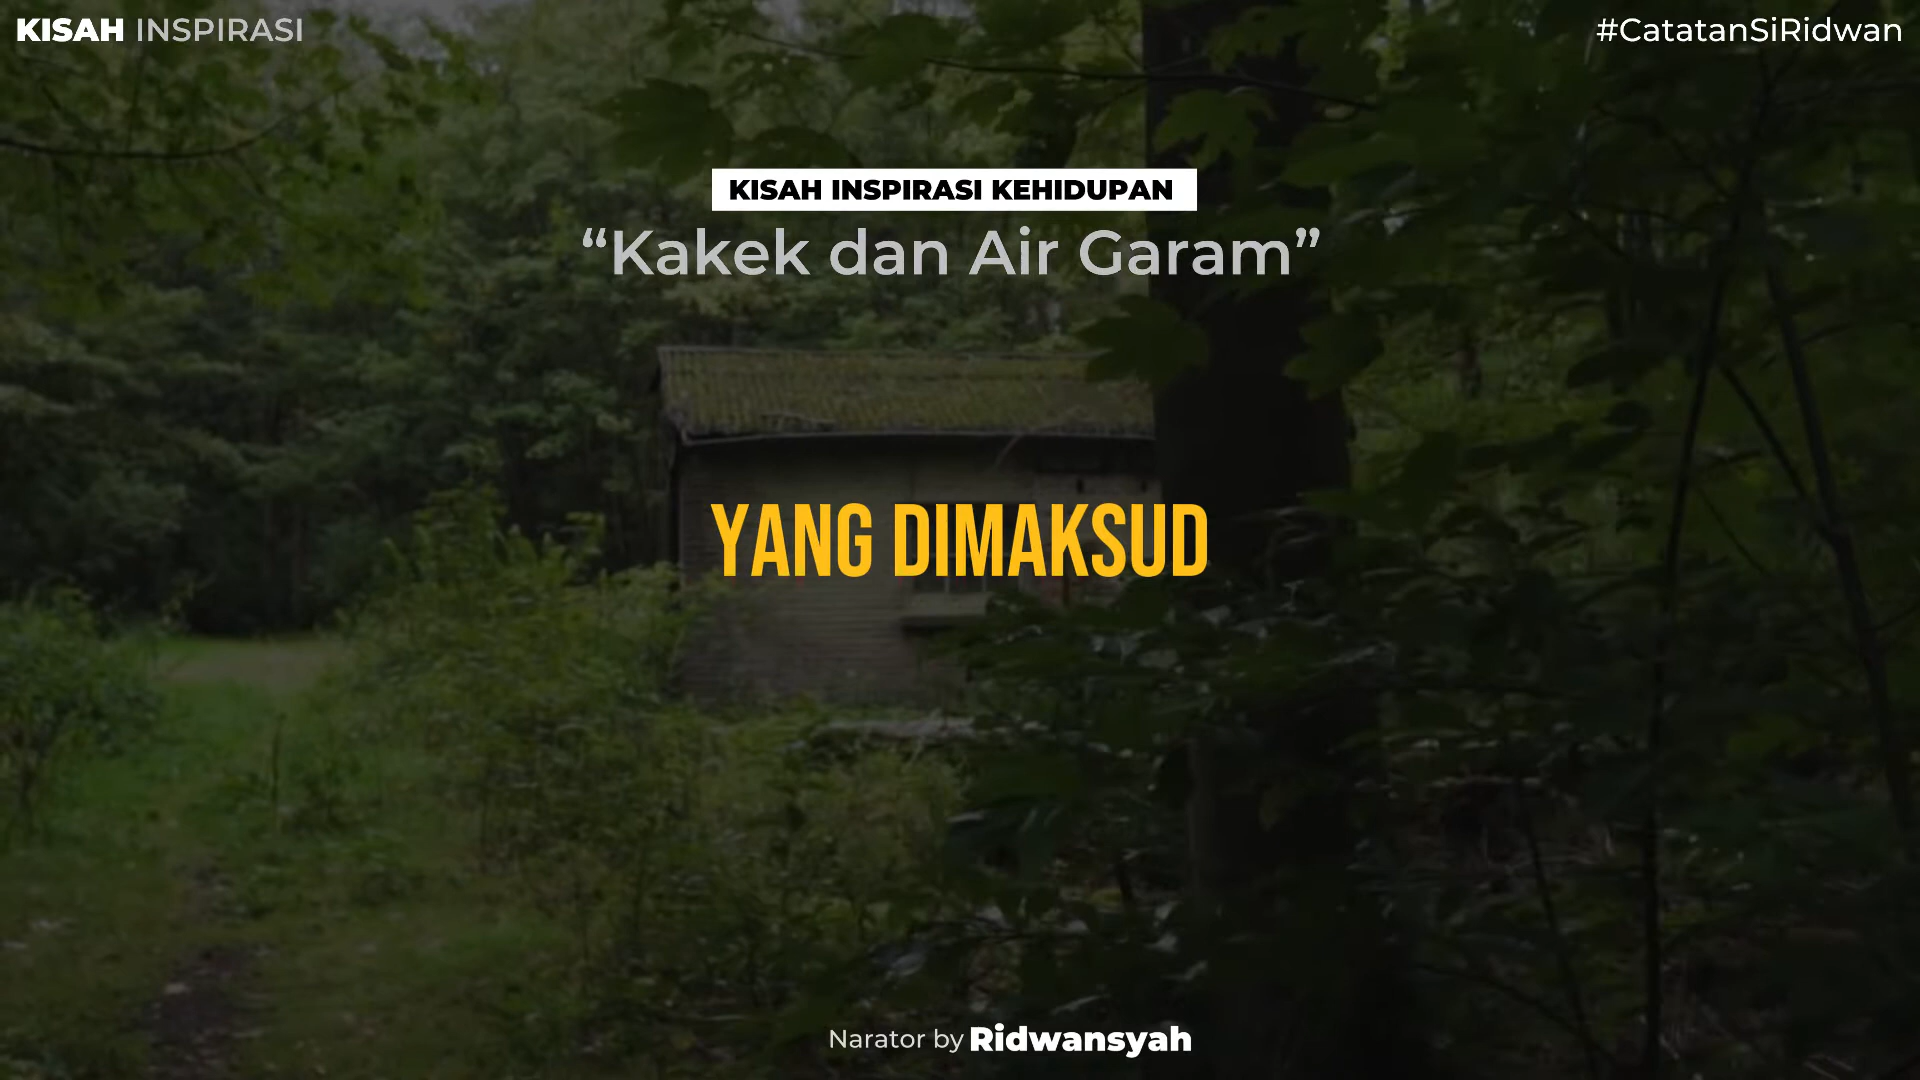 KISAH INSPIRASI
#CatatanSiRidwan
KISAH INSPIRASI KEHIDUPAN
“Kakek dan Air Garam”
YANG DIMAKSUD
Narator by Ridwansyah